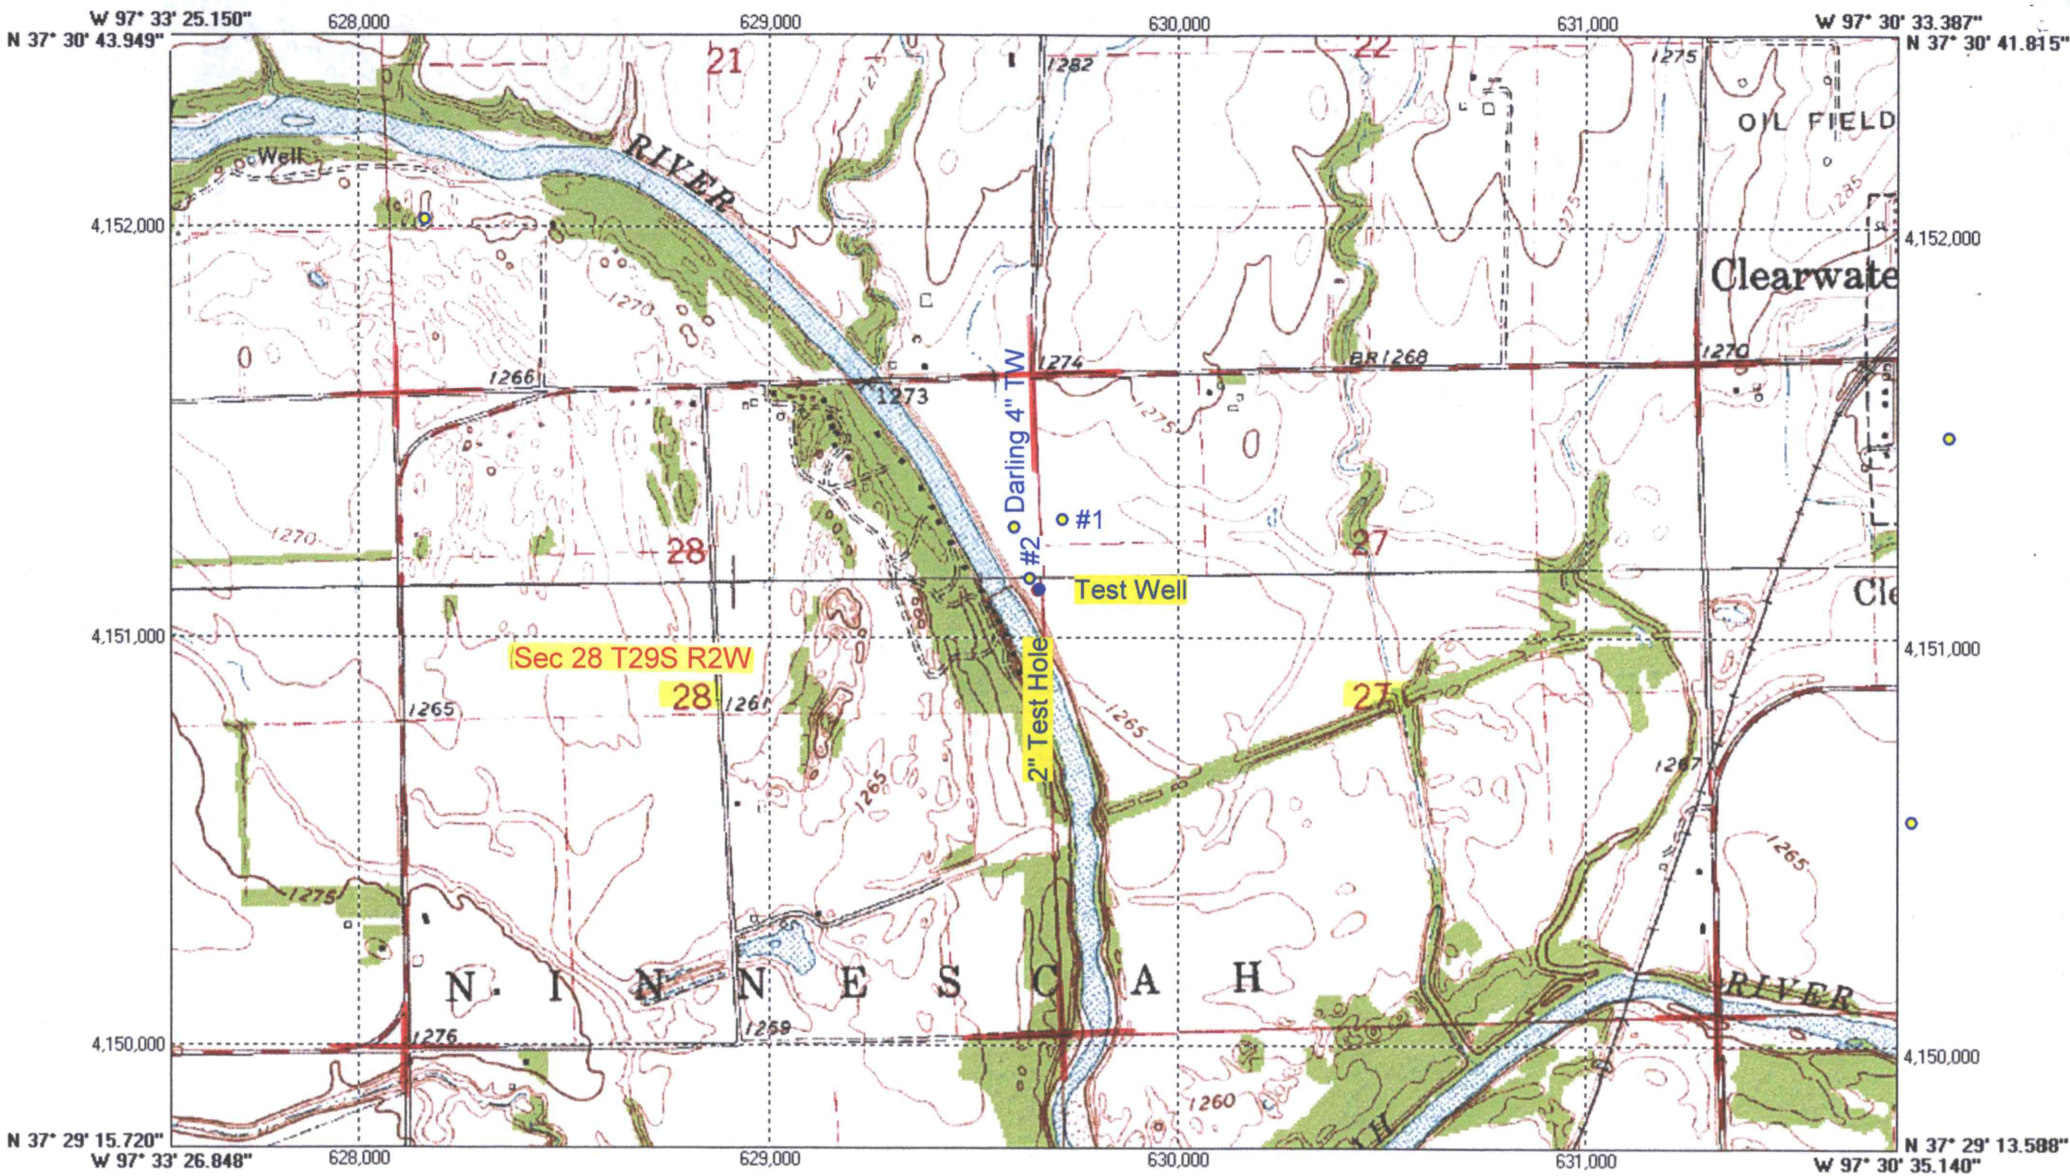 W 97° 33' 25.150"
628,000
629,000
630,000
631,000
W 97° 30' 33.387"
N 37° 30' 43.949"
N 37° 30' 41.815"
21
22
1275
1282
1275
OIL FIELD
RIVER
Well
1285
1275
4,152,000
4,152,000
Clearwate
1270
0
1266
1274
BR 1268
1270
1273
1275
0
Darling 4" TW
#1
1270
28
27
#2
Test Well
Cle
4,151,000
4,151,000
Sec 28 T29S R2W
28
27
1265
1261
2" Test Hole
1265
1267
1265
1265
1275
N I N N E S C A H
RIVER
1276
1259
4,150,000
4,150,000
1260
H
N 37° 29' 15.720"
N 37° 29' 13.588"
W 97° 33' 26.848"
628,000
629,000
630,000
631,000
W 97° 30' 35.140"